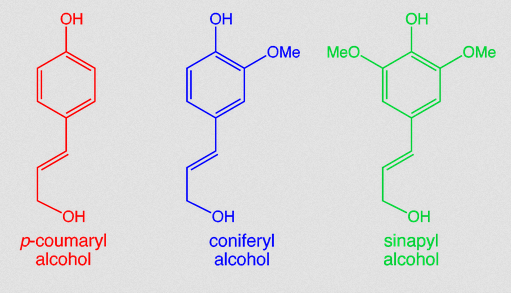 OH
OH
OH
OMe
MeO
OMe
OH
OH
OH
p-coumaryl
alcohol
coniferyl
alcohol
sinapyl
alcohol